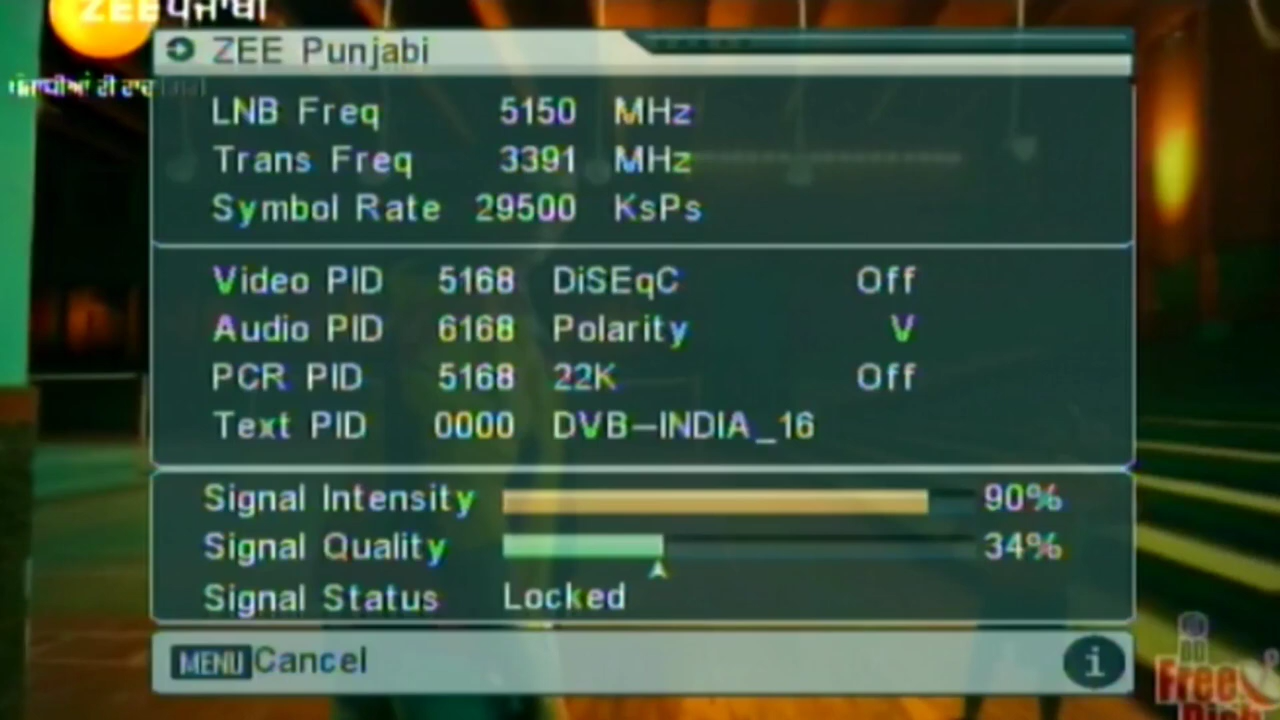 ZEE ਪੰਜਾਬੀ
ZEE Punjabi
LNB Freq 5150 MHz
Trans Freq 3391 MHz
Symbol Rate 29500 KsPs
Video PID 5168 DiSEqC Off
Audio PID 6168 Polarity V
PCR PID 5168 22K Off
Text PID 0000 DVB-INDIA_16
Signal Intensity 90%
Signal Quality 34%
Signal Status Locked
MENU Cancel i
Free
Dish